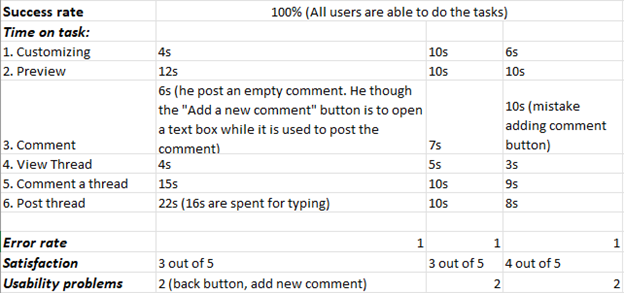 Success rate 100% (All users are able to do the tasks)
Time on task:
1. Customizing 4s 10s 6s
2. Preview 12s 10s 10s
6s (he post an empty comment. He though
the "Add a new comment" button is to open
a text box while it is used to post the
3. Comment comment) 7s 10s (mistake
adding comment
button)
4. View Thread 4s 5s 3s
5. Comment a thread 15s 10s 9s
6. Post thread 22s (16s are spent for typing) 10s 8s
Error rate 1 1 1
Satisfaction 3 out of 5 3 out of 5 4 out of 5
Usability problems 2 (back button, add new comment) 2 2